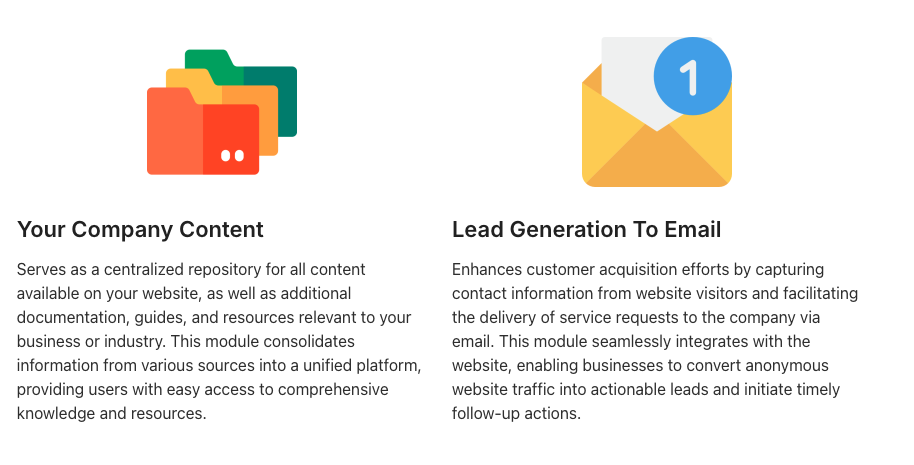 1
Your Company Content
Serves as a centralized repository for all content
available on your website, as well as additional
documentation, guides, and resources relevant to your
business or industry. This module consolidates
information from various sources into a unified platform,
providing users with easy access to comprehensive
knowledge and resources.
Lead Generation To Email
Enhances customer acquisition efforts by capturing
contact information from website visitors and facilitating
the delivery of service requests to the company via
email. This module seamlessly integrates with the
website, enabling businesses to convert anonymous
website traffic into actionable leads and initiate timely
follow-up actions.